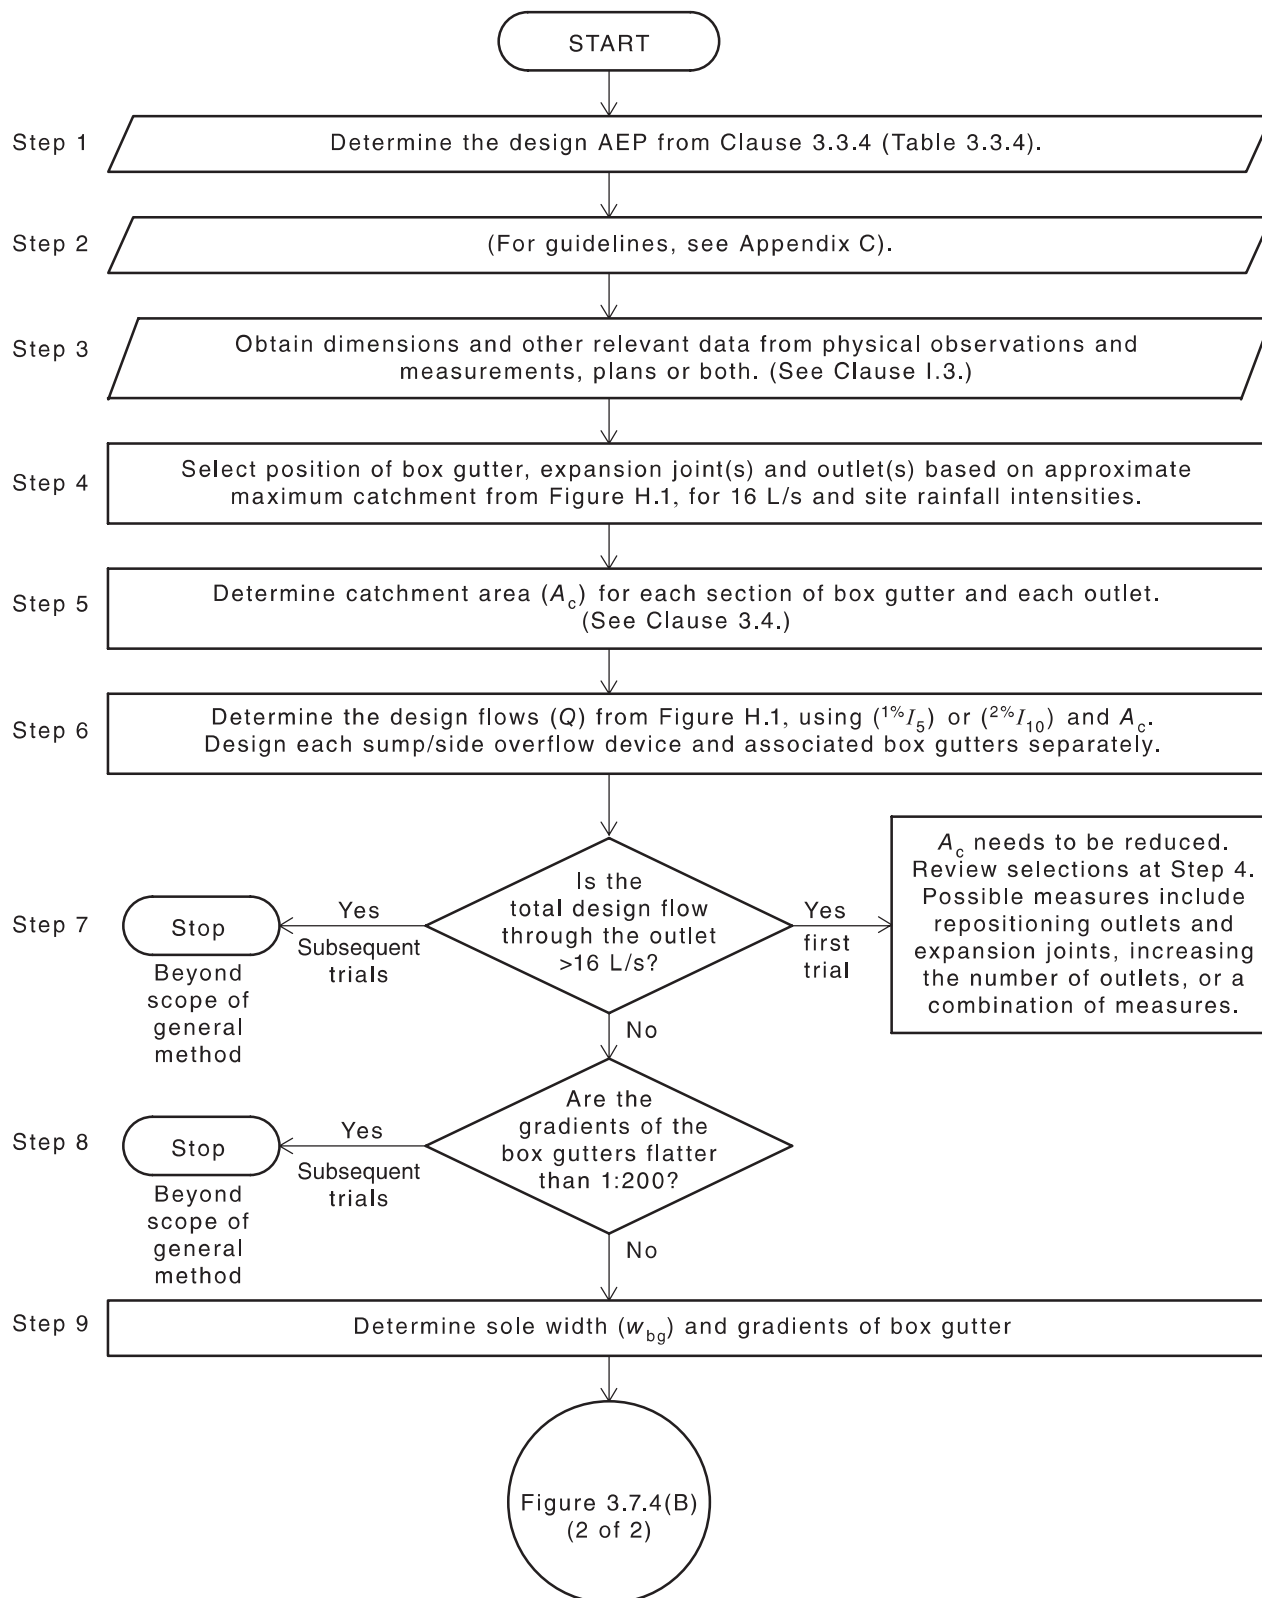 START
Step 1
Determine the design AEP from Clause 3.3.4 (Table 3.3.4).
Step 2
(For guidelines, see Appendix C).
Step 3
Obtain dimensions and other relevant data from physical observations and
measurements, plans or both. (See Clause I.3.)
Step 4
Select position of box gutter, expansion joint(s) and outlet(s) based on approximate
maximum catchment from Figure H.1, for 16 L/s and site rainfall intensities.
Step 5
Determine catchment area (A_c) for each section of box gutter and each outlet.
(See Clause 3.4.)
Step 6
Determine the design flows (Q) from Figure H.1, using (^{1%}I_5) or (^{2%}I_{10}) and A_c.
Design each sump/side overflow device and associated box gutters separately.
Step 7
Stop
Beyond
scope of
general
method
Yes
Subsequent
trials
Is the
total design flow
through the outlet
>16 L/s?
Yes
first
trial
A_c needs to be reduced.
Review selections at Step 4.
Possible measures include
repositioning outlets and
expansion joints, increasing
the number of outlets, or a
combination of measures.
No
Step 8
Stop
Beyond
scope of
general
method
Yes
Subsequent
trials
Are the
gradients of the
box gutters flatter
than 1:200?
No
Step 9
Determine sole width (w_{bg}) and gradients of box gutter
Figure 3.7.4(B)
(2 of 2)